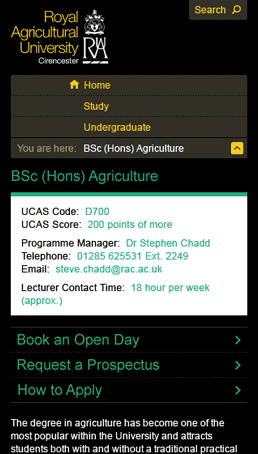 Royal
Agricultural
University
Cirencester
Search
Home
Study
Undergraduate
You are here: BSc (Hons) Agriculture
BSc (Hons) Agriculture
UCAS Code: D700
UCAS Score: 200 points of more
Programme Manager: Dr Stephen Chadd
Telephone: 01285 625531 Ext. 2249
Email: steve.chadd@rac.ac.uk
Lecturer Contact Time: 18 hour per week
(approx.)
Book an Open Day
Request a Prospectus
How to Apply
The degree in agriculture has become one of the
most popular within the University and attracts
students both with and without a traditional practical